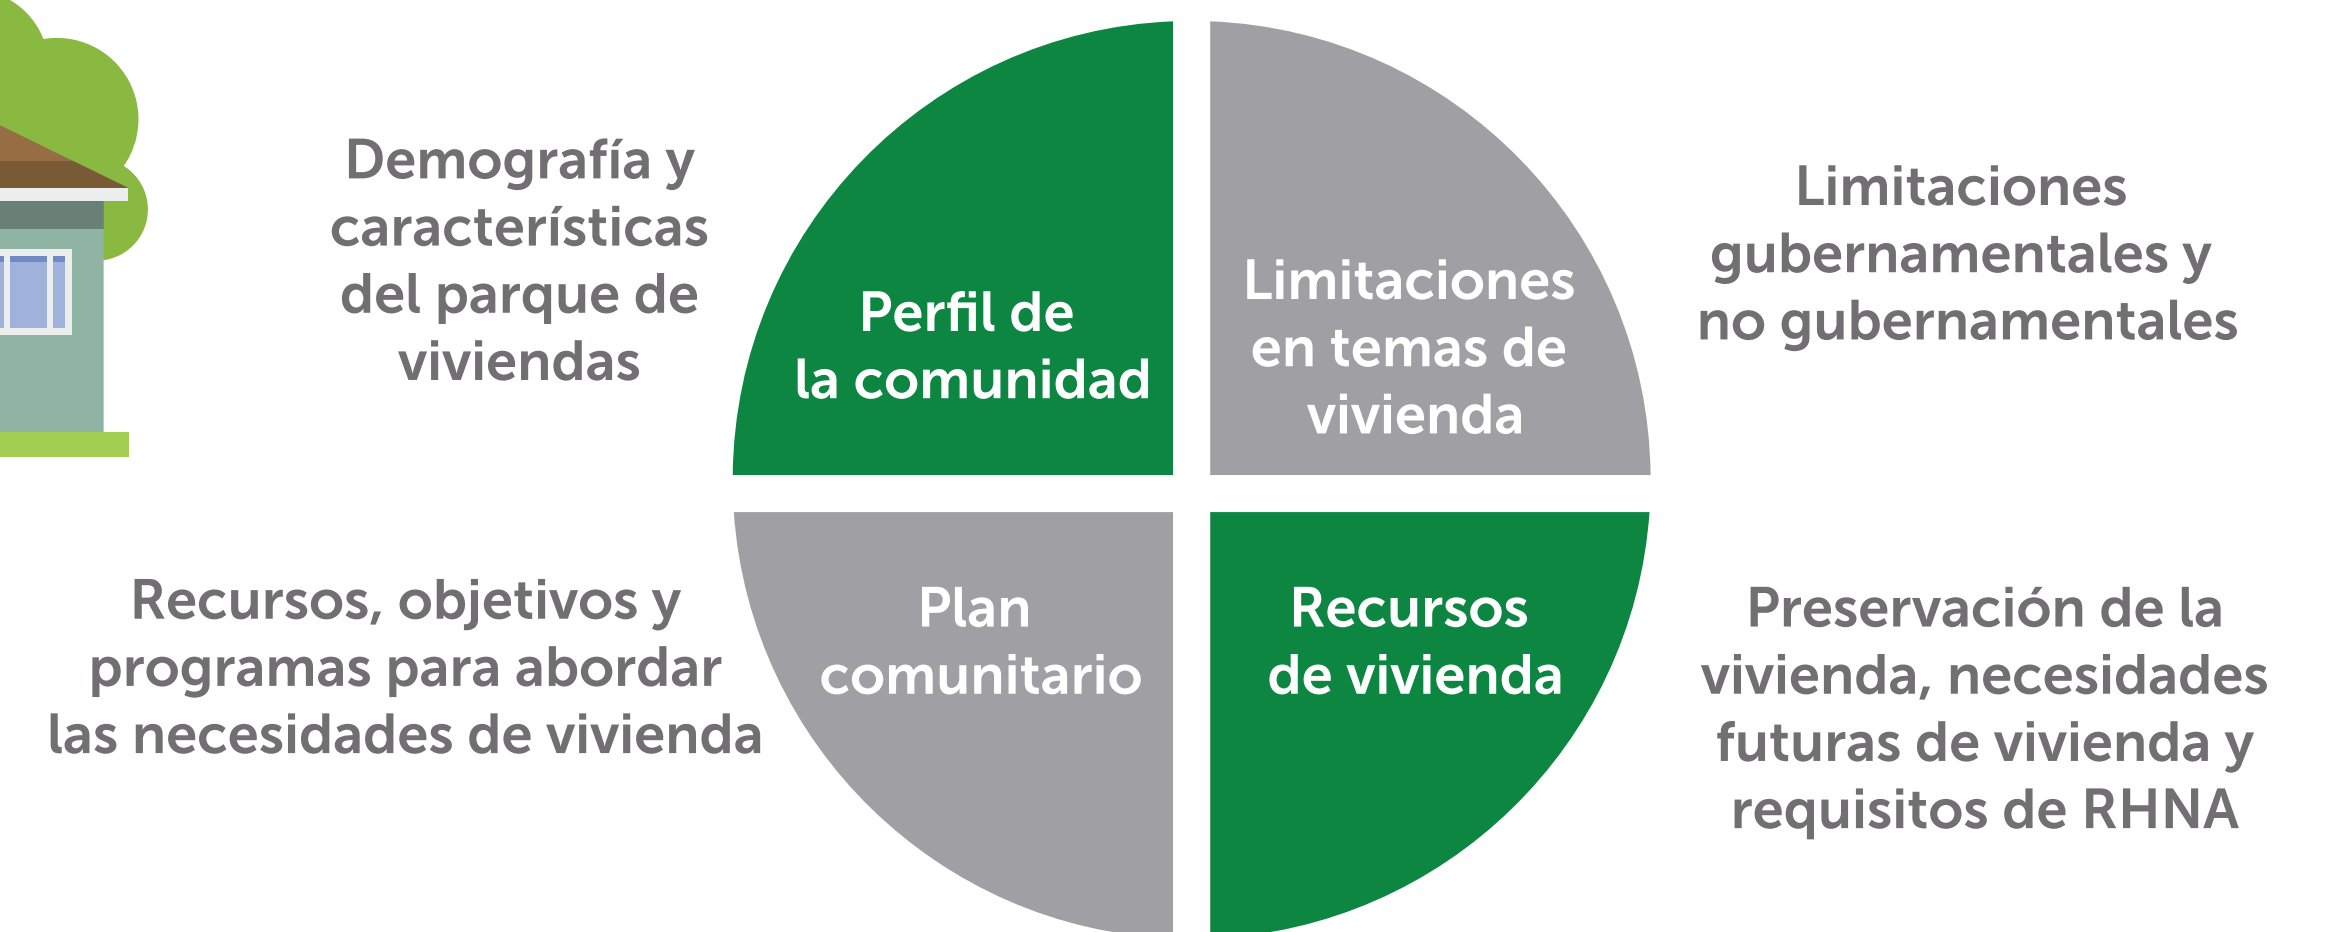 Demografía y
características
del parque de
viviendas
Perfil de
la comunidad
Limitaciones
en temas de
vivienda
Limitaciones
gubernamentales y
no gubernamentales
Recursos, objetivos y
programas para abordar
las necesidades de vivienda
Plan
comunitario
Recursos
de vivienda
Preservación de la
vivienda, necesidades
futuras de vivienda y
requisitos de RHNA